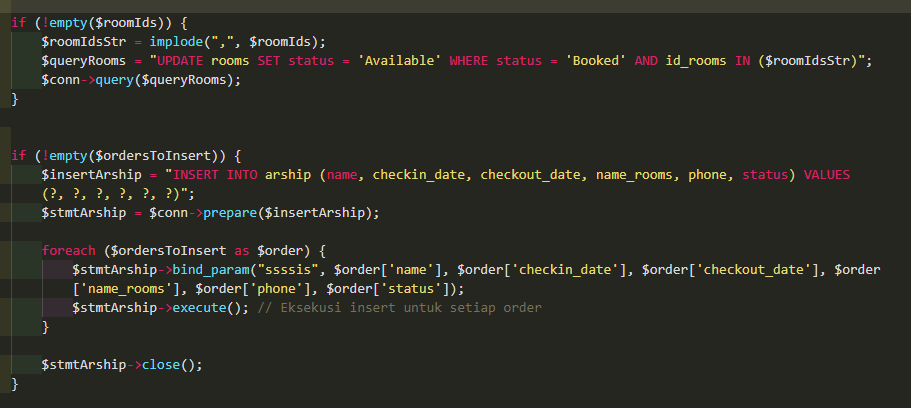 if (!empty($roomIds)) {
    $roomIdsStr = implode(",", $roomIds);
    $queryRooms = "UPDATE rooms SET status = 'Available' WHERE status = 'Booked' AND id_rooms IN ($roomIdsStr)";
    $conn->query($queryRooms);
}
if (!empty($ordersToInsert)) {
    $insertArship = "INSERT INTO arship (name, checkin_date, checkout_date, name_rooms, phone, status) VALUES
    (?, ?, ?, ?, ?, ?)";
    $stmtArship = $conn->prepare($insertArship);
    foreach ($ordersToInsert as $order) {
        $stmtArship->bind_param("ssssis", $order['name'], $order['checkin_date'], $order['checkout_date'], $order
        ['name_rooms'], $order['phone'], $order['status']);
        $stmtArship->execute(); // Eksekusi insert untuk setiap order
    }
    $stmtArship->close();
}